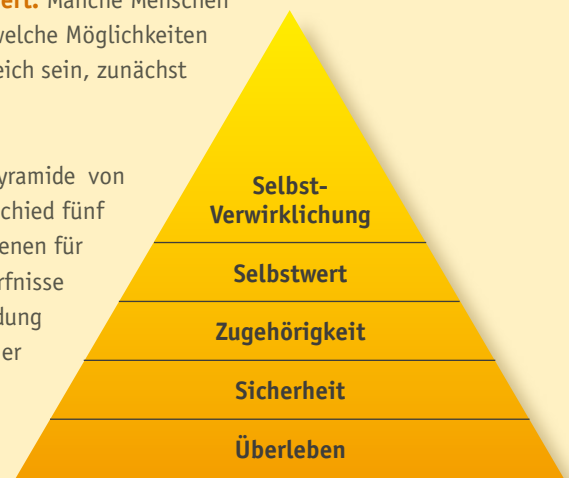 ert. Manche Menschen
welche Möglichkeiten
eich sein, zunächst
yramide von
schied fünf
enen für
rfnisse
dung
er
Selbst-
Verwirklichung
Selbstwert
Zugehörigkeit
Sicherheit
Überleben